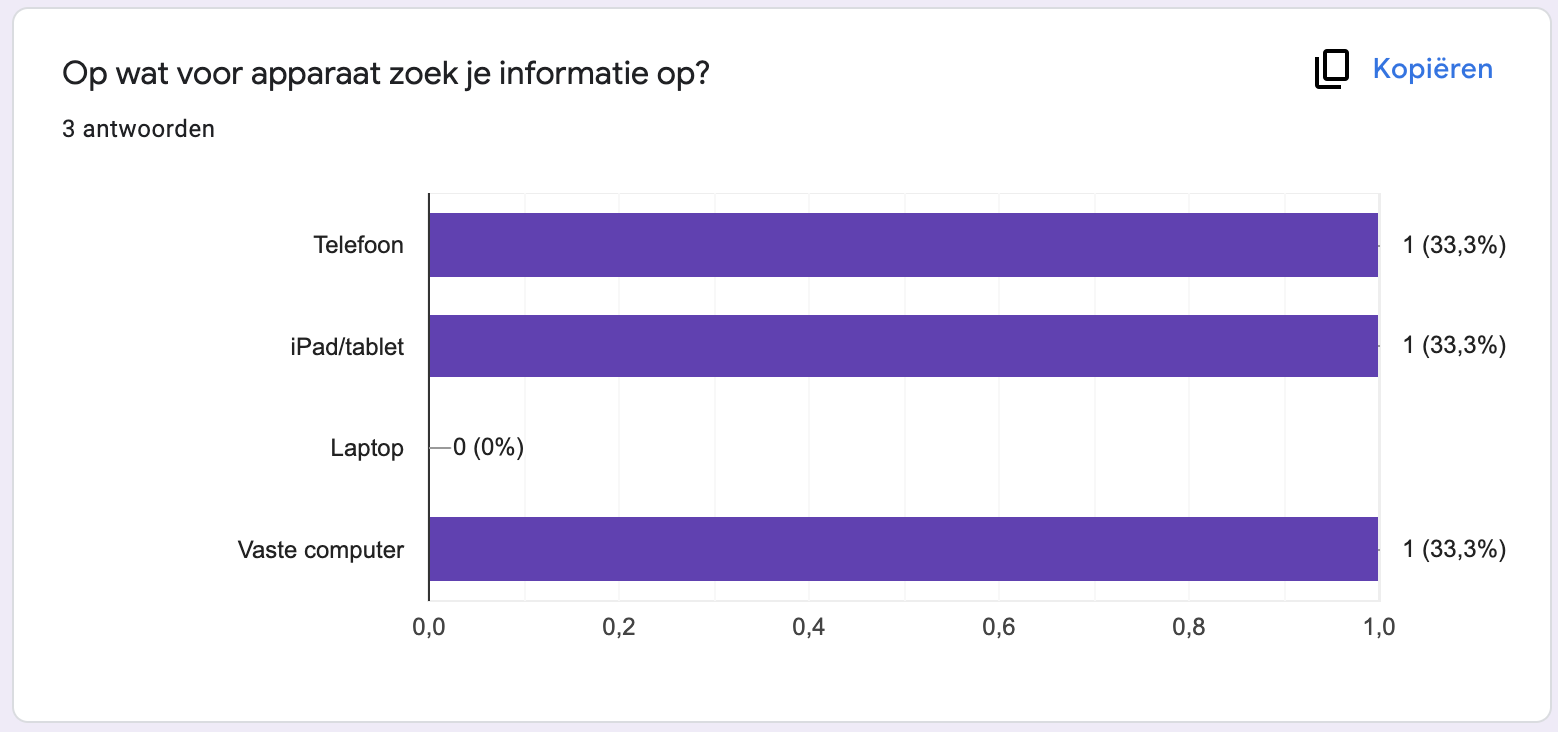 Op wat voor apparaat zoek je informatie op?
Kopiëren
3 antwoorden
Telefoon
1 (33,3%)
iPad/tablet
1 (33,3%)
Laptop
0 (0%)
Vaste computer
1 (33,3%)
0,0 0,2 0,4 0,6 0,8 1,0